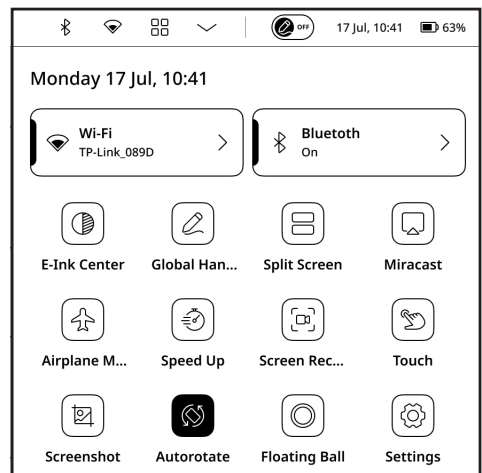 OFF 17 Jul, 10:41 63%
Monday 17 Jul, 10:41
Wi-Fi
TP-Link_089D
Bluetoth
On
E-Ink Center Global Han... Split Screen Miracast
Airplane M... Speed Up Screen Rec... Touch
Screenshot Autorotate Floating Ball Settings